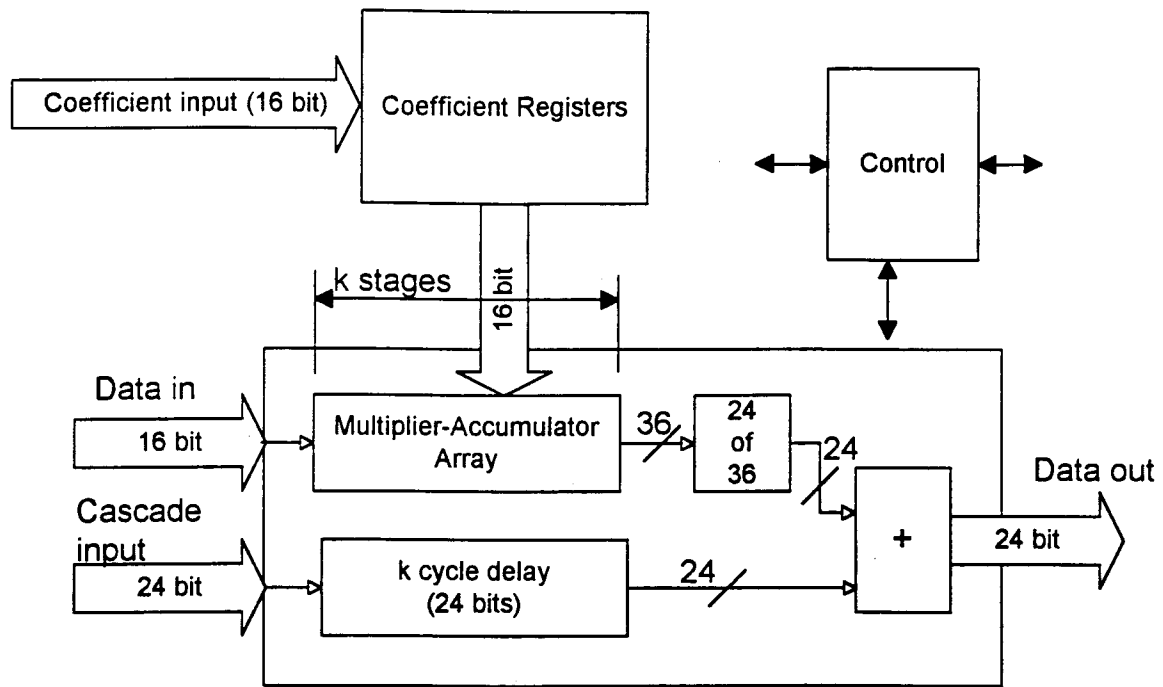 Coefficient input (16 bit)
Coefficient Registers
Control
k stages
16 bit
Data in
16 bit
Multiplier-Accumulator
Array
36
24
of
36
24
Data out
Cascade
input
24 bit
k cycle delay
(24 bits)
24
+
24 bit